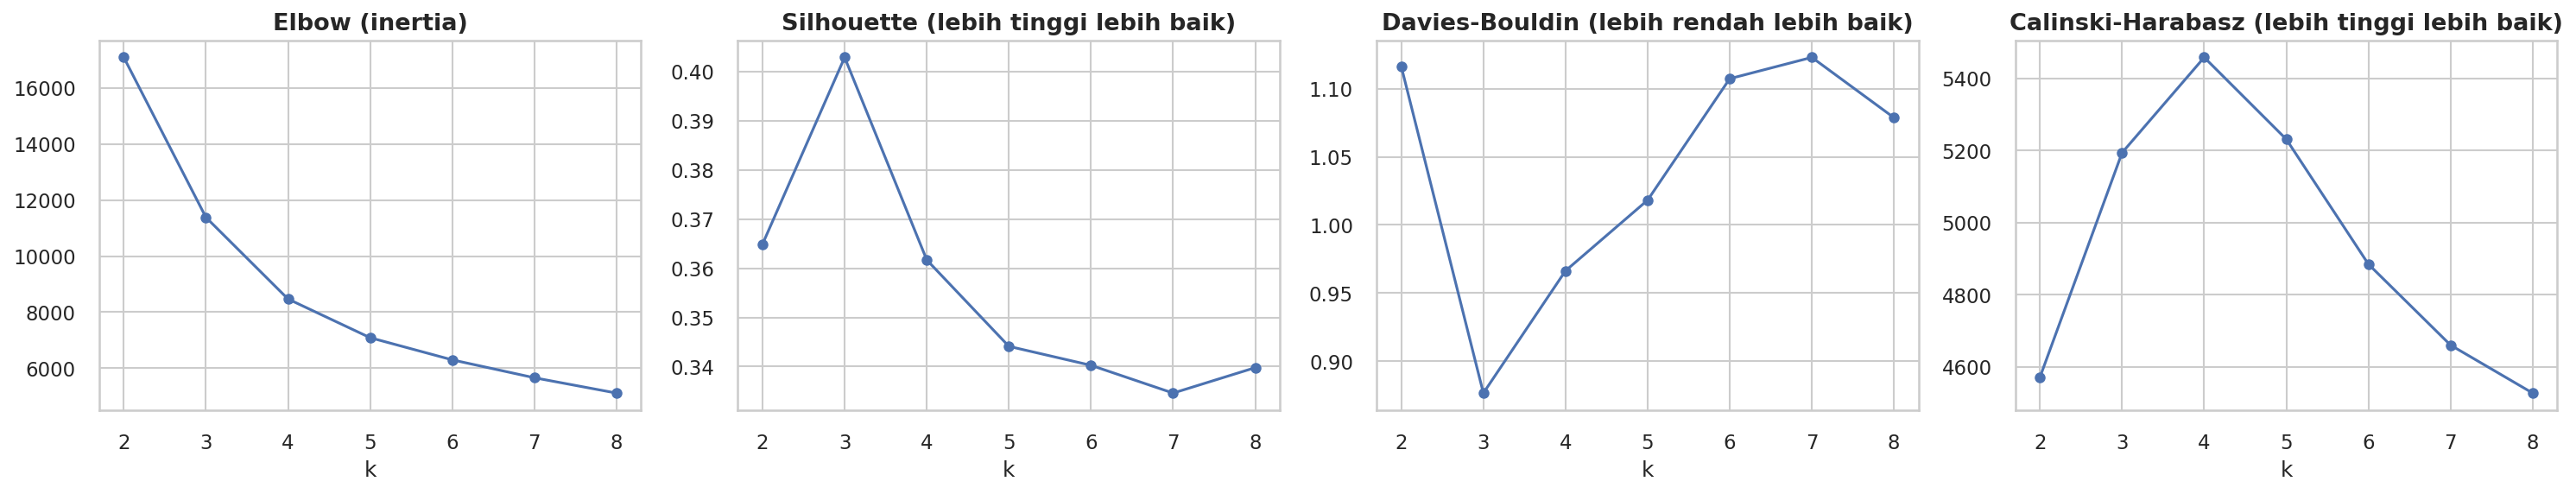 Elbow (inertia)
16000
14000
12000
10000
8000
6000
2 3 4 5 6 7 8
k
Silhouette (lebih tinggi lebih baik)
0.40
0.39
0.38
0.37
0.36
0.35
0.34
2 3 4 5 6 7 8
k
Davies-Bouldin (lebih rendah lebih baik)
1.10
1.05
1.00
0.95
0.90
2 3 4 5 6 7 8
k
Calinski-Harabasz (lebih tinggi lebih baik)
5400
5200
5000
4800
4600
2 3 4 5 6 7 8
k